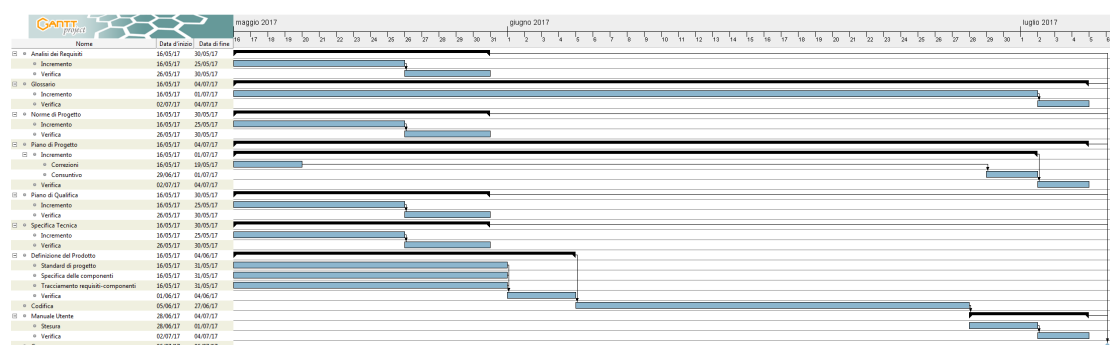 GANTT project
maggio 2017 giugno 2017 luglio 2017
Nome Data d'inizio Data di fine 16 17 18 19 20 21 22 23 24 25 26 27 28 29 30 31 1 2 3 4 5 6 7 8 9 10 11 12 13 14 15 16 17 18 19 20 21 22 23 24 25 26 27 28 29 30 1 2 3 4 5 6
Analisi dei Requisiti 16/05/17 30/05/17
Incremento 16/05/17 25/05/17
Verifica 26/05/17 30/05/17
Glossario 16/05/17 04/07/17
Incremento 16/05/17 01/07/17
Verifica 02/07/17 04/07/17
Norme di Progetto 16/05/17 30/05/17
Incremento 16/05/17 25/05/17
Verifica 26/05/17 30/05/17
Piano di Progetto 16/05/17 04/07/17
Incremento 16/05/17 01/07/17
Correzioni 16/05/17 19/05/17
Consuntivo 29/06/17 01/07/17
Verifica 02/07/17 04/07/17
Piano di Qualifica 16/05/17 30/05/17
Incremento 16/05/17 25/05/17
Verifica 26/05/17 30/05/17
Specifica Tecnica 16/05/17 30/05/17
Incremento 16/05/17 25/05/17
Verifica 26/05/17 30/05/17
Definizione del Prodotto 16/05/17 04/06/17
Standard di progetto 16/05/17 31/05/17
Specifica delle componenti 16/05/17 31/05/17
Tracciamento requisiti-componenti 16/05/17 31/05/17
Verifica 01/06/17 04/06/17
Codifica 05/06/17 27/06/17
Manuale Utente 28/06/17 04/07/17
Stesura 28/06/17 01/07/17
Verifica 02/07/17 04/07/17